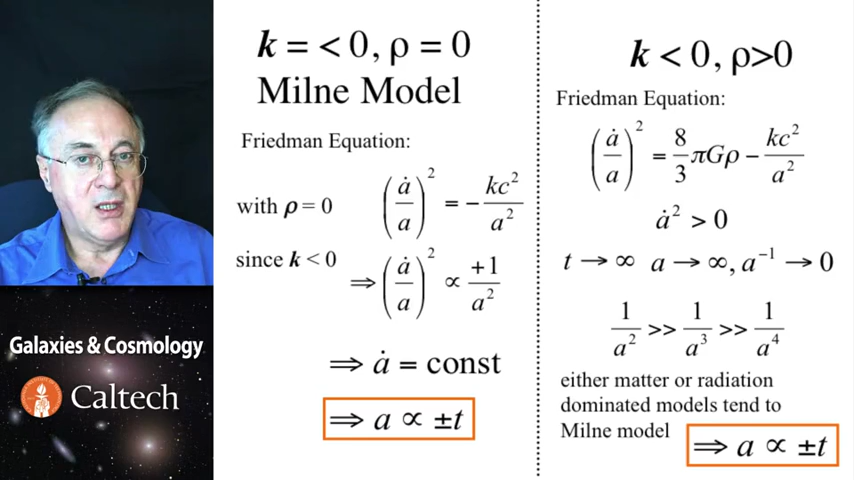 k = < 0, ρ = 0
Milne Model
Friedman Equation:
with ρ = 0
(ȧ/a)² = − kc²/a²
since k < 0
⇒ (ȧ/a)² ∝ +1/a²
⇒ ȧ = const
⇒ a ∝ ±t
k < 0, ρ>0
Friedman Equation:
(ȧ/a)² = 8/3 πGρ − kc²/a²
ȧ² > 0
t → ∞ a → ∞, a⁻¹ → 0
1/a² >> 1/a³ >> 1/a⁴
either matter or radiation
dominated models tend to
Milne model
⇒ a ∝ ±t
Galaxies & Cosmology
Caltech